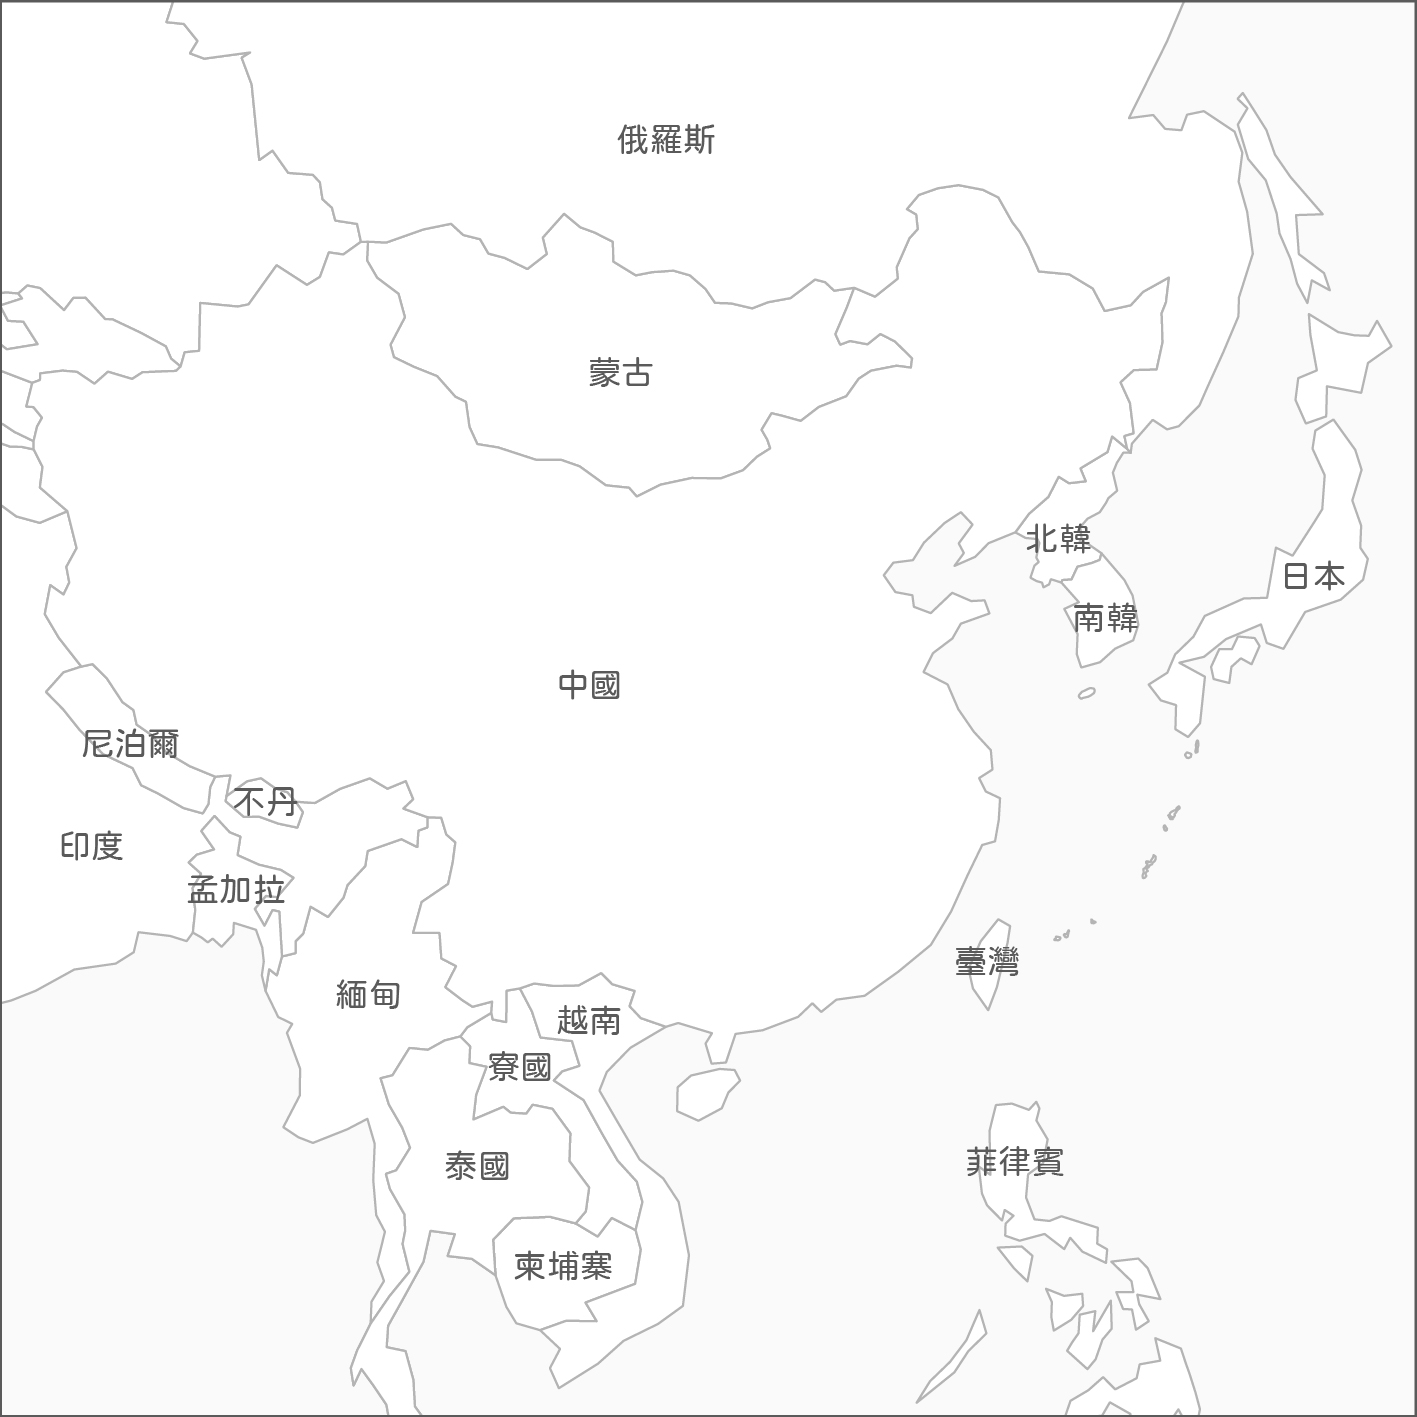 俄羅斯
蒙古
北韓
日本
南韓
中國
尼泊爾
不丹
印度
孟加拉
臺灣
緬甸
越南
寮國
菲律賓
泰國
柬埔寨